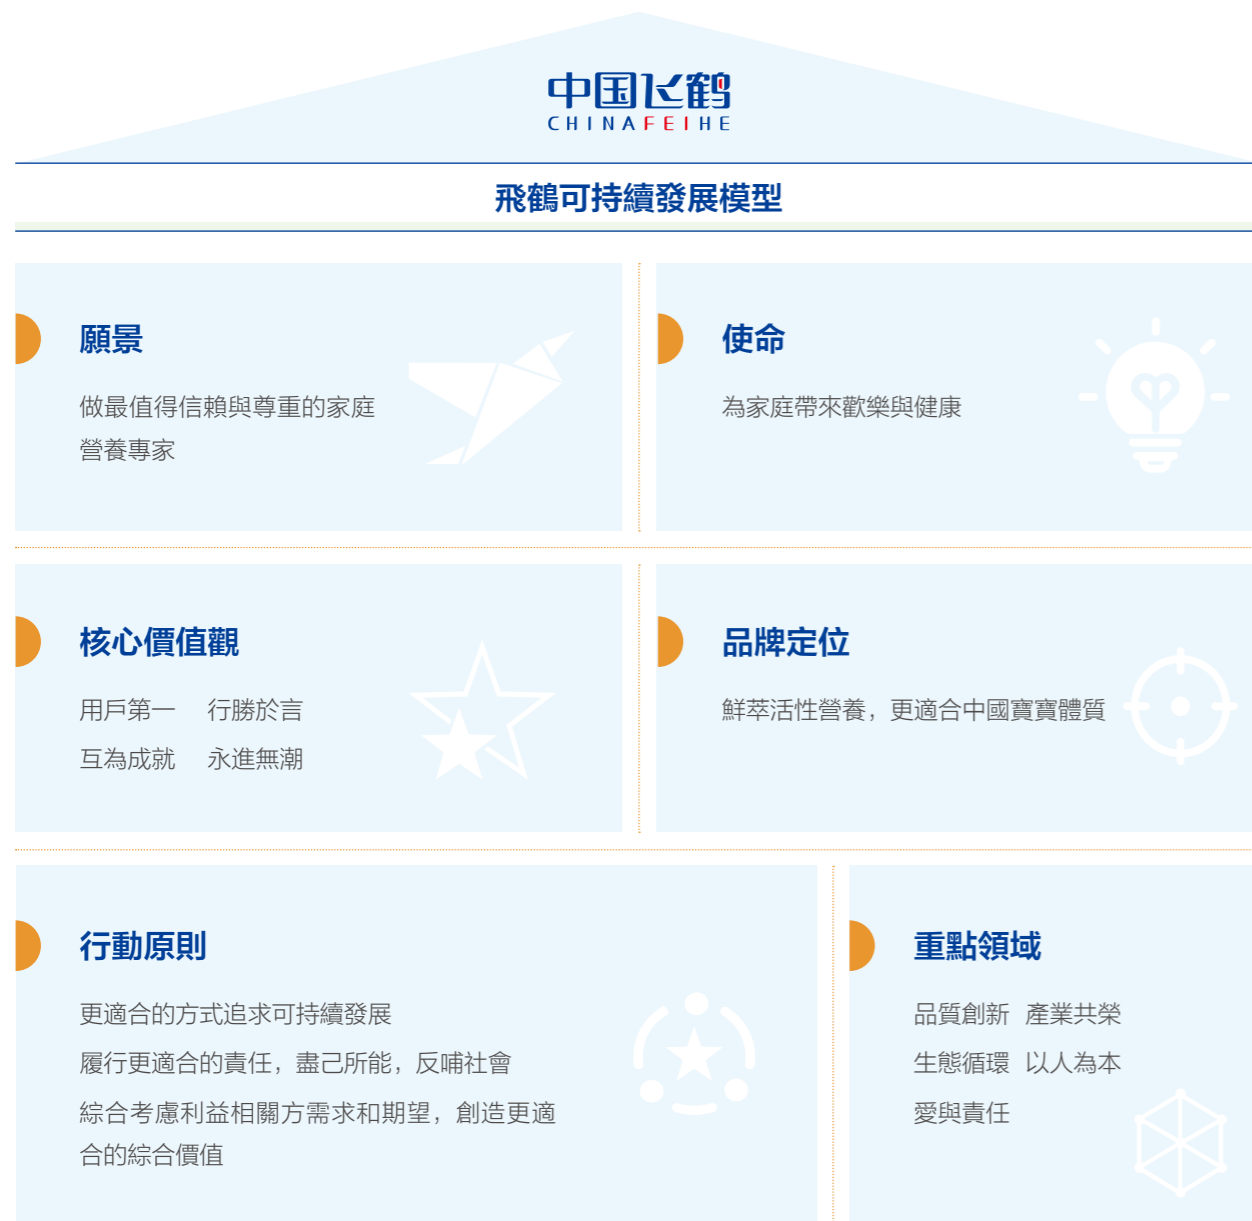 中国飞鹤
CHINAFEIHE
飛鶴可持續發展模型
願景
做最值得信賴與尊重的家庭
營養專家
使命
為家庭帶來歡樂與健康
核心價值觀
用戶第一 行勝於言
互為成就 永進無潮
品牌定位
鮮萃活性營養，更適合中國寶寶體質
行動原則
更適合的方式追求可持續發展
履行更適合的責任，盡己所能，反哺社會
綜合考慮利益相關方需求和期望，創造更適
合的綜合價值
重點領域
品質創新 產業共榮
生態循環 以人為本
愛與責任